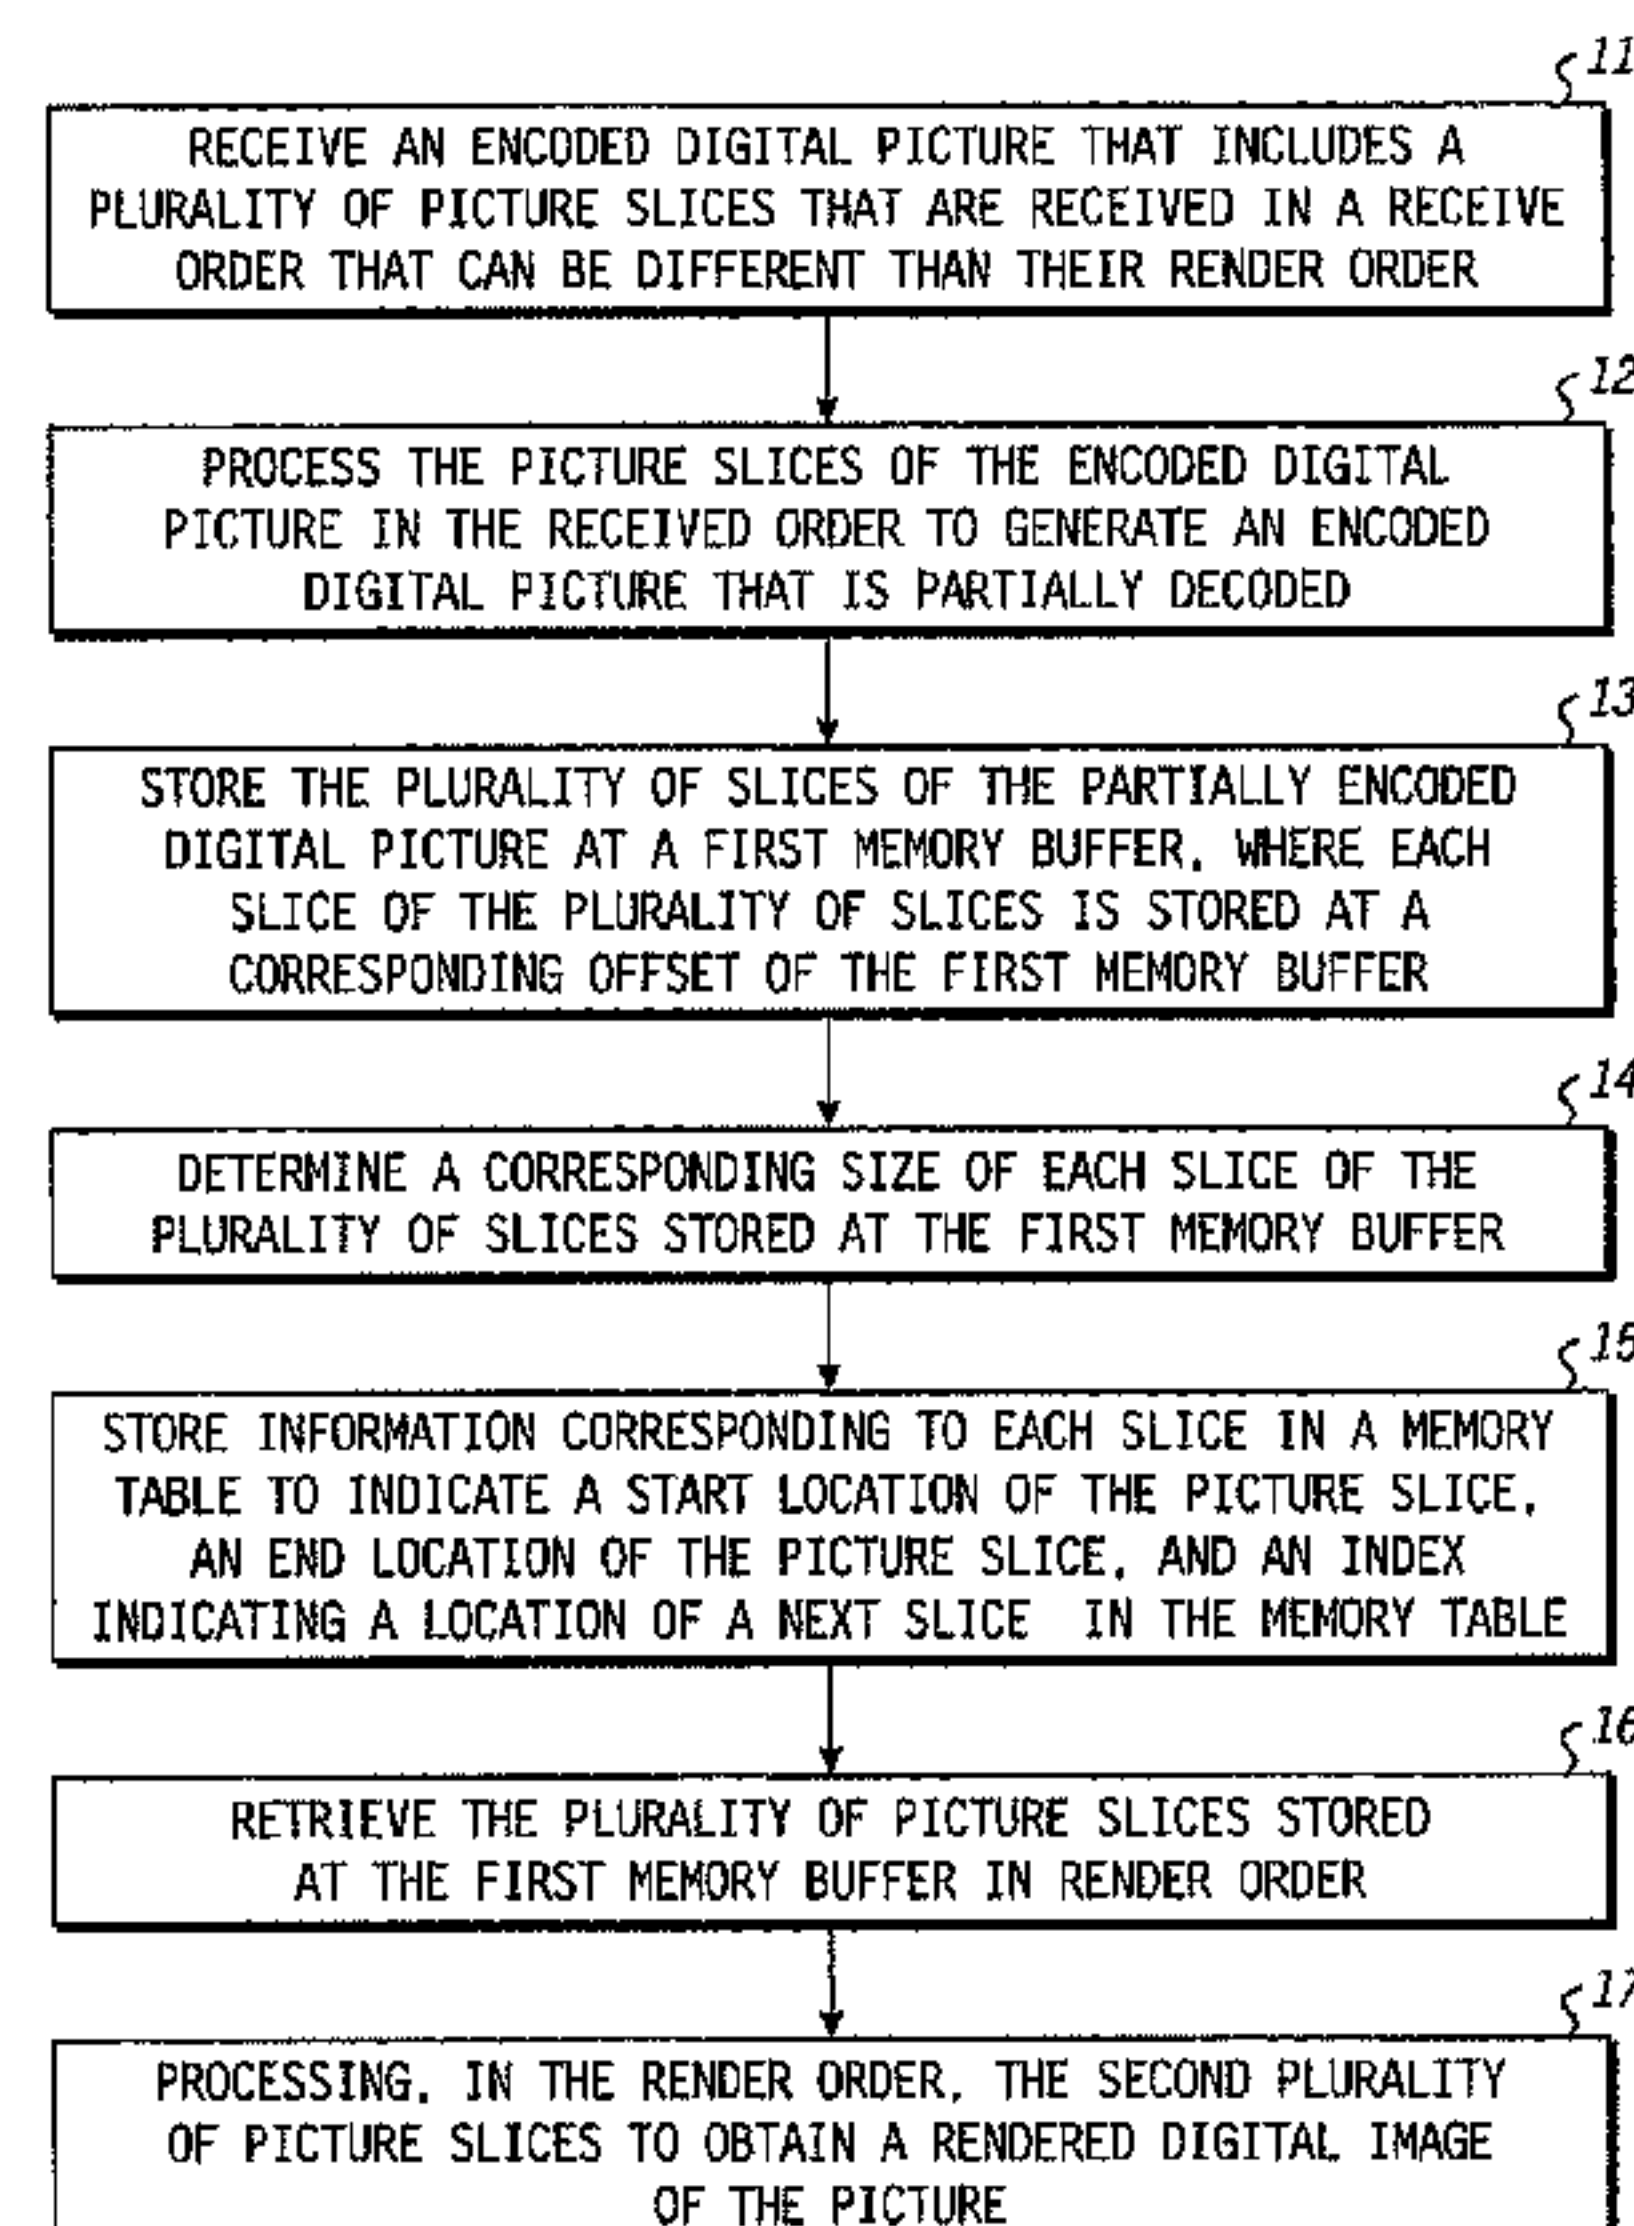 11
RECEIVE AN ENCODED DIGITAL PICTURE THAT INCLUDES A
PLURALITY OF PICTURE SLICES THAT ARE RECEIVED IN A RECEIVE
ORDER THAT CAN BE DIFFERENT THAN THEIR RENDER ORDER
12
PROCESS THE PICTURE SLICES OF THE ENCODED DIGITAL
PICTURE IN THE RECEIVED ORDER TO GENERATE AN ENCODED
DIGITAL PICTURE THAT IS PARTIALLY DECODED
13
STORE THE PLURALITY OF SLICES OF THE PARTIALLY ENCODED
DIGITAL PICTURE AT A FIRST MEMORY BUFFER, WHERE EACH
SLICE OF THE PLURALITY OF SLICES IS STORED AT A
CORRESPONDING OFFSET OF THE FIRST MEMORY BUFFER
14
DETERMINE A CORRESPONDING SIZE OF EACH SLICE OF THE
PLURALITY OF SLICES STORED AT THE FIRST MEMORY BUFFER
15
STORE INFORMATION CORRESPONDING TO EACH SLICE IN A MEMORY
TABLE TO INDICATE A START LOCATION OF THE PICTURE SLICE,
AN END LOCATION OF THE PICTURE SLICE, AND AN INDEX
INDICATING A LOCATION OF A NEXT SLICE IN THE MEMORY TABLE
16
RETRIEVE THE PLURALITY OF PICTURE SLICES STORED
AT THE FIRST MEMORY BUFFER IN RENDER ORDER
17
PROCESSING, IN THE RENDER ORDER, THE SECOND PLURALITY
OF PICTURE SLICES TO OBTAIN A RENDERED DIGITAL IMAGE
OF THE PICTURE